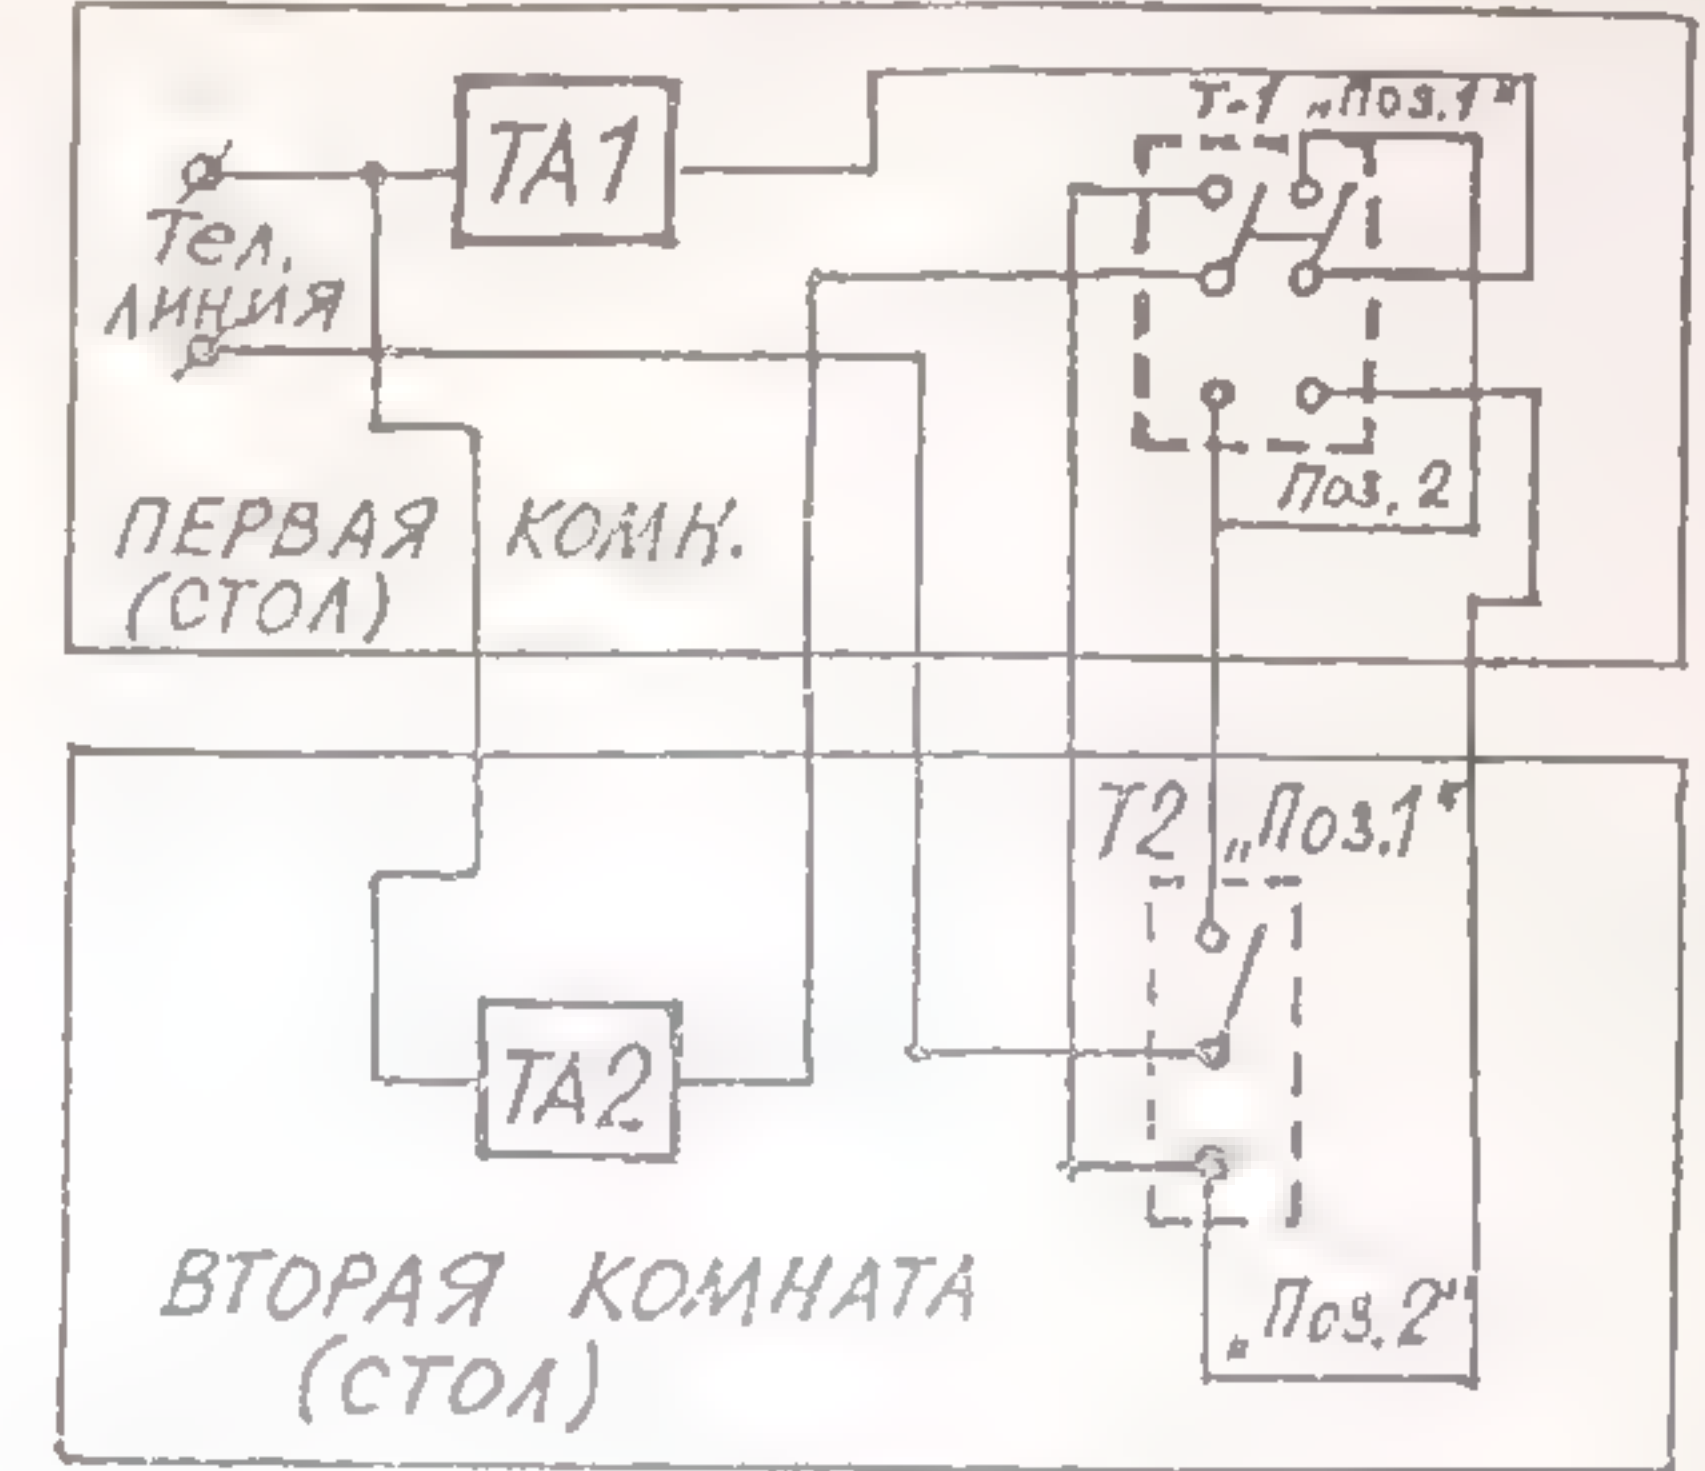 ТА1
Т-1 „Поз.1"
Тел.
линия
Поз. 2
ПЕРВАЯ КОМН.
(СТОЛ)
Т2 „Поз.1"
ТА2
„Поз.2"
ВТОРАЯ КОМНАТА
(СТОЛ)